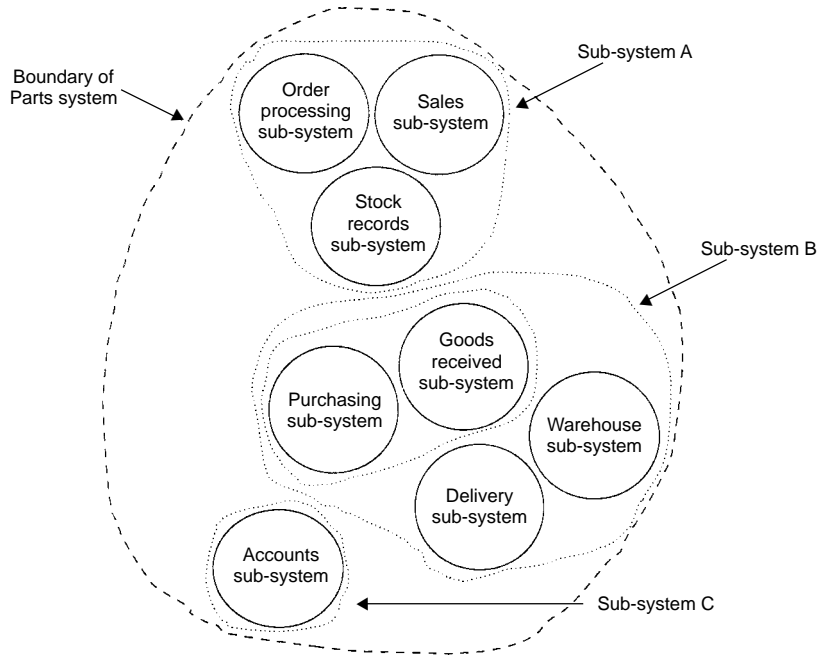 Sub-system A
Boundary of
Parts system
Order
processing
sub-system
Sales
sub-system
Stock
records
sub-system
Sub-system B
Goods
received
sub-system
Purchasing
sub-system
Warehouse
sub-system
Delivery
sub-system
Accounts
sub-system
Sub-system C